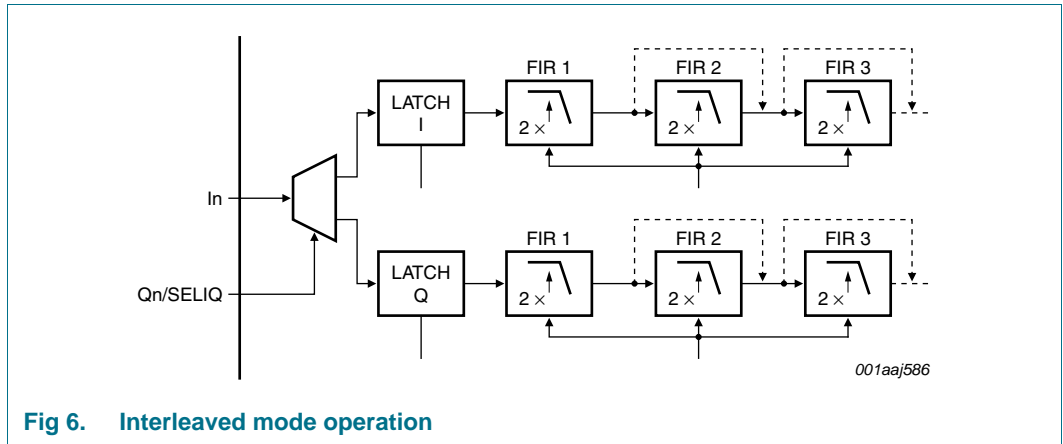 FIR 1 FIR 2 FIR 3
LATCH
I
2 × 2 × 2 ×
In
FIR 1 FIR 2 FIR 3
LATCH
Q
Qn/SELIQ
2 × 2 × 2 ×
001aaj586
Fig 6. Interleaved mode operation